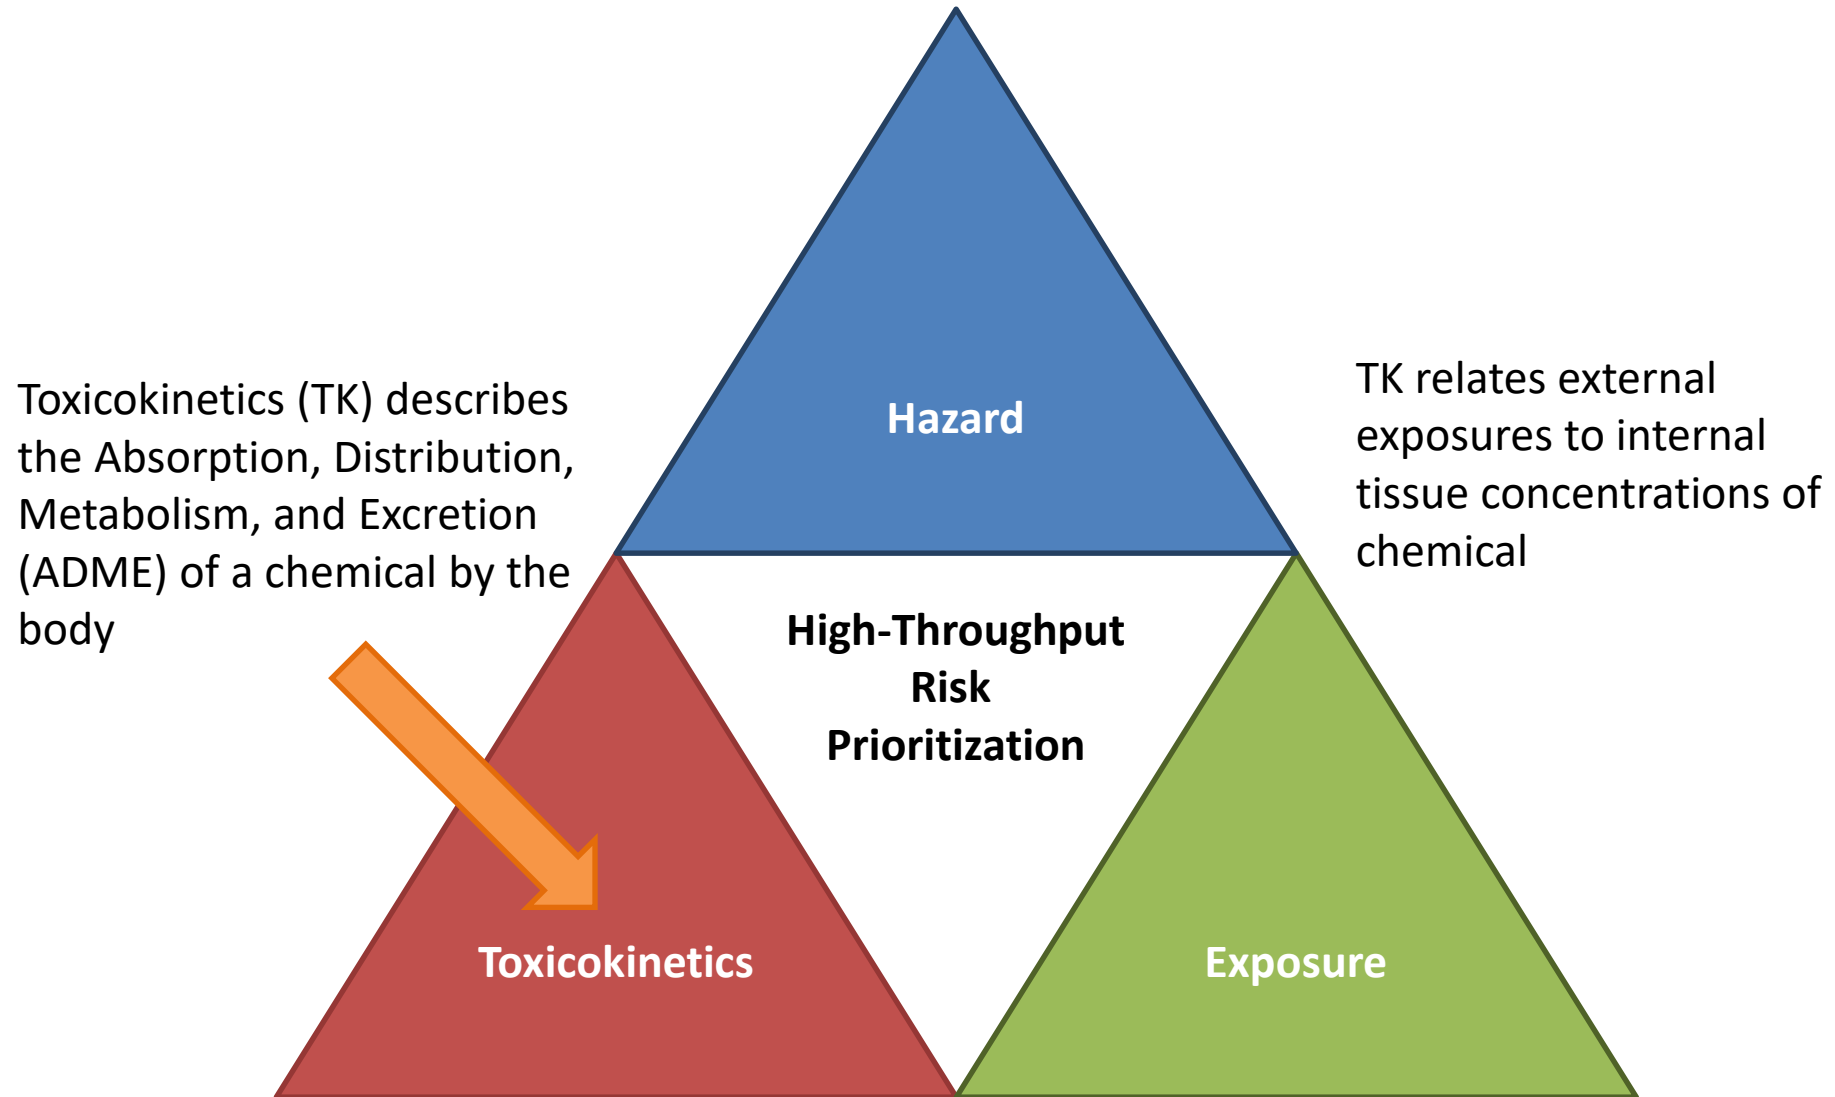 Hazard
Toxicokinetics (TK) describes
the Absorption, Distribution,
Metabolism, and Excretion
(ADME) of a chemical by the
body
TK relates external
exposures to internal
tissue concentrations of
chemical
High-Throughput
Risk
Prioritization
Toxicokinetics
Exposure